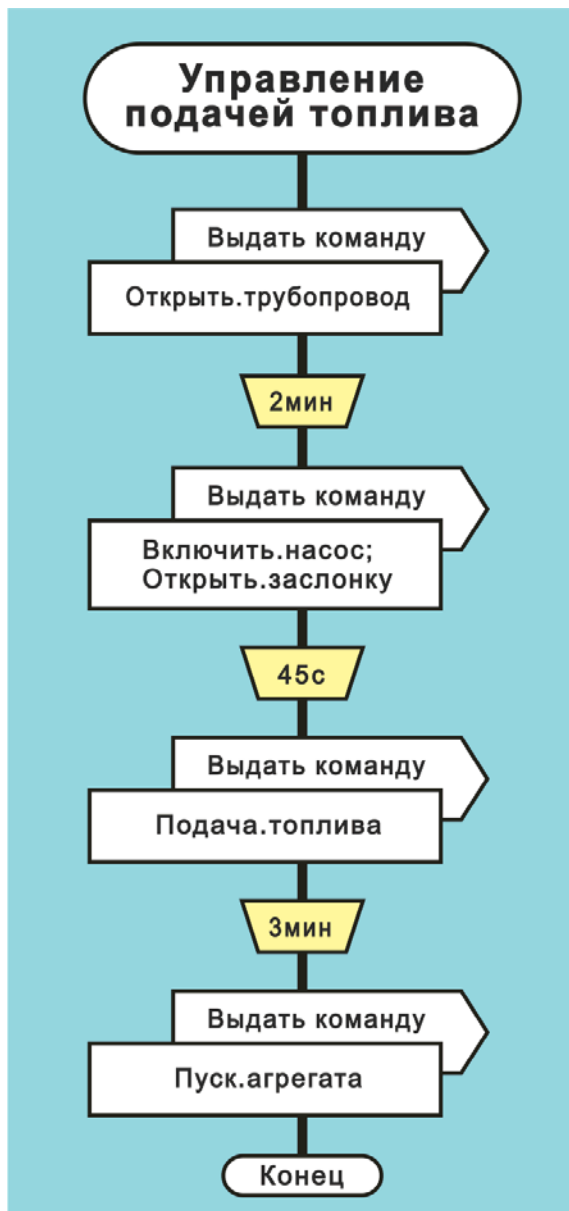 Управление
подачей топлива
Выдать команду
Открыть.трубопровод
2мин
Выдать команду
Включить.насос;
Открыть.заслонку
45с
Выдать команду
Подача.топлива
3мин
Выдать команду
Пуск.агрегата
Конец